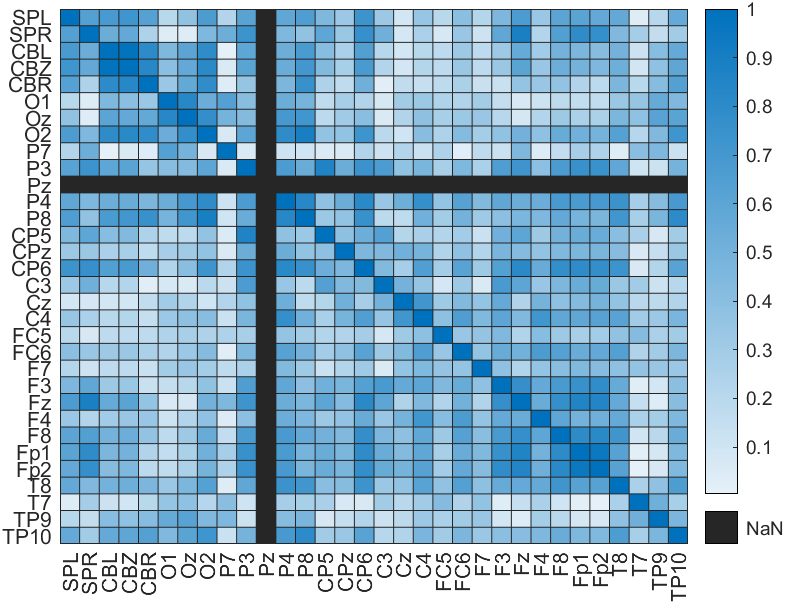 SPL
SPR
CBL
CBZ
CBR
O1
Oz
O2
P7
P3
Pz
P4
P8
CP5
CPz
CP6
C3
Cz
C4
FC5
FC6
F7
F3
Fz
F4
F8
Fp1
Fp2
T8
T7
TP9
TP10
SPL SPR CBL CBZ CBR O1 Oz O2 P7 P3 Pz P4 P8 CP5 CPz CP6 C3 Cz C4 FC5 FC6 F7 F3 Fz F4 F8 Fp1 Fp2 T8 T7 TP9 TP10
1
0.9
0.8
0.7
0.6
0.5
0.4
0.3
0.2
0.1
NaN